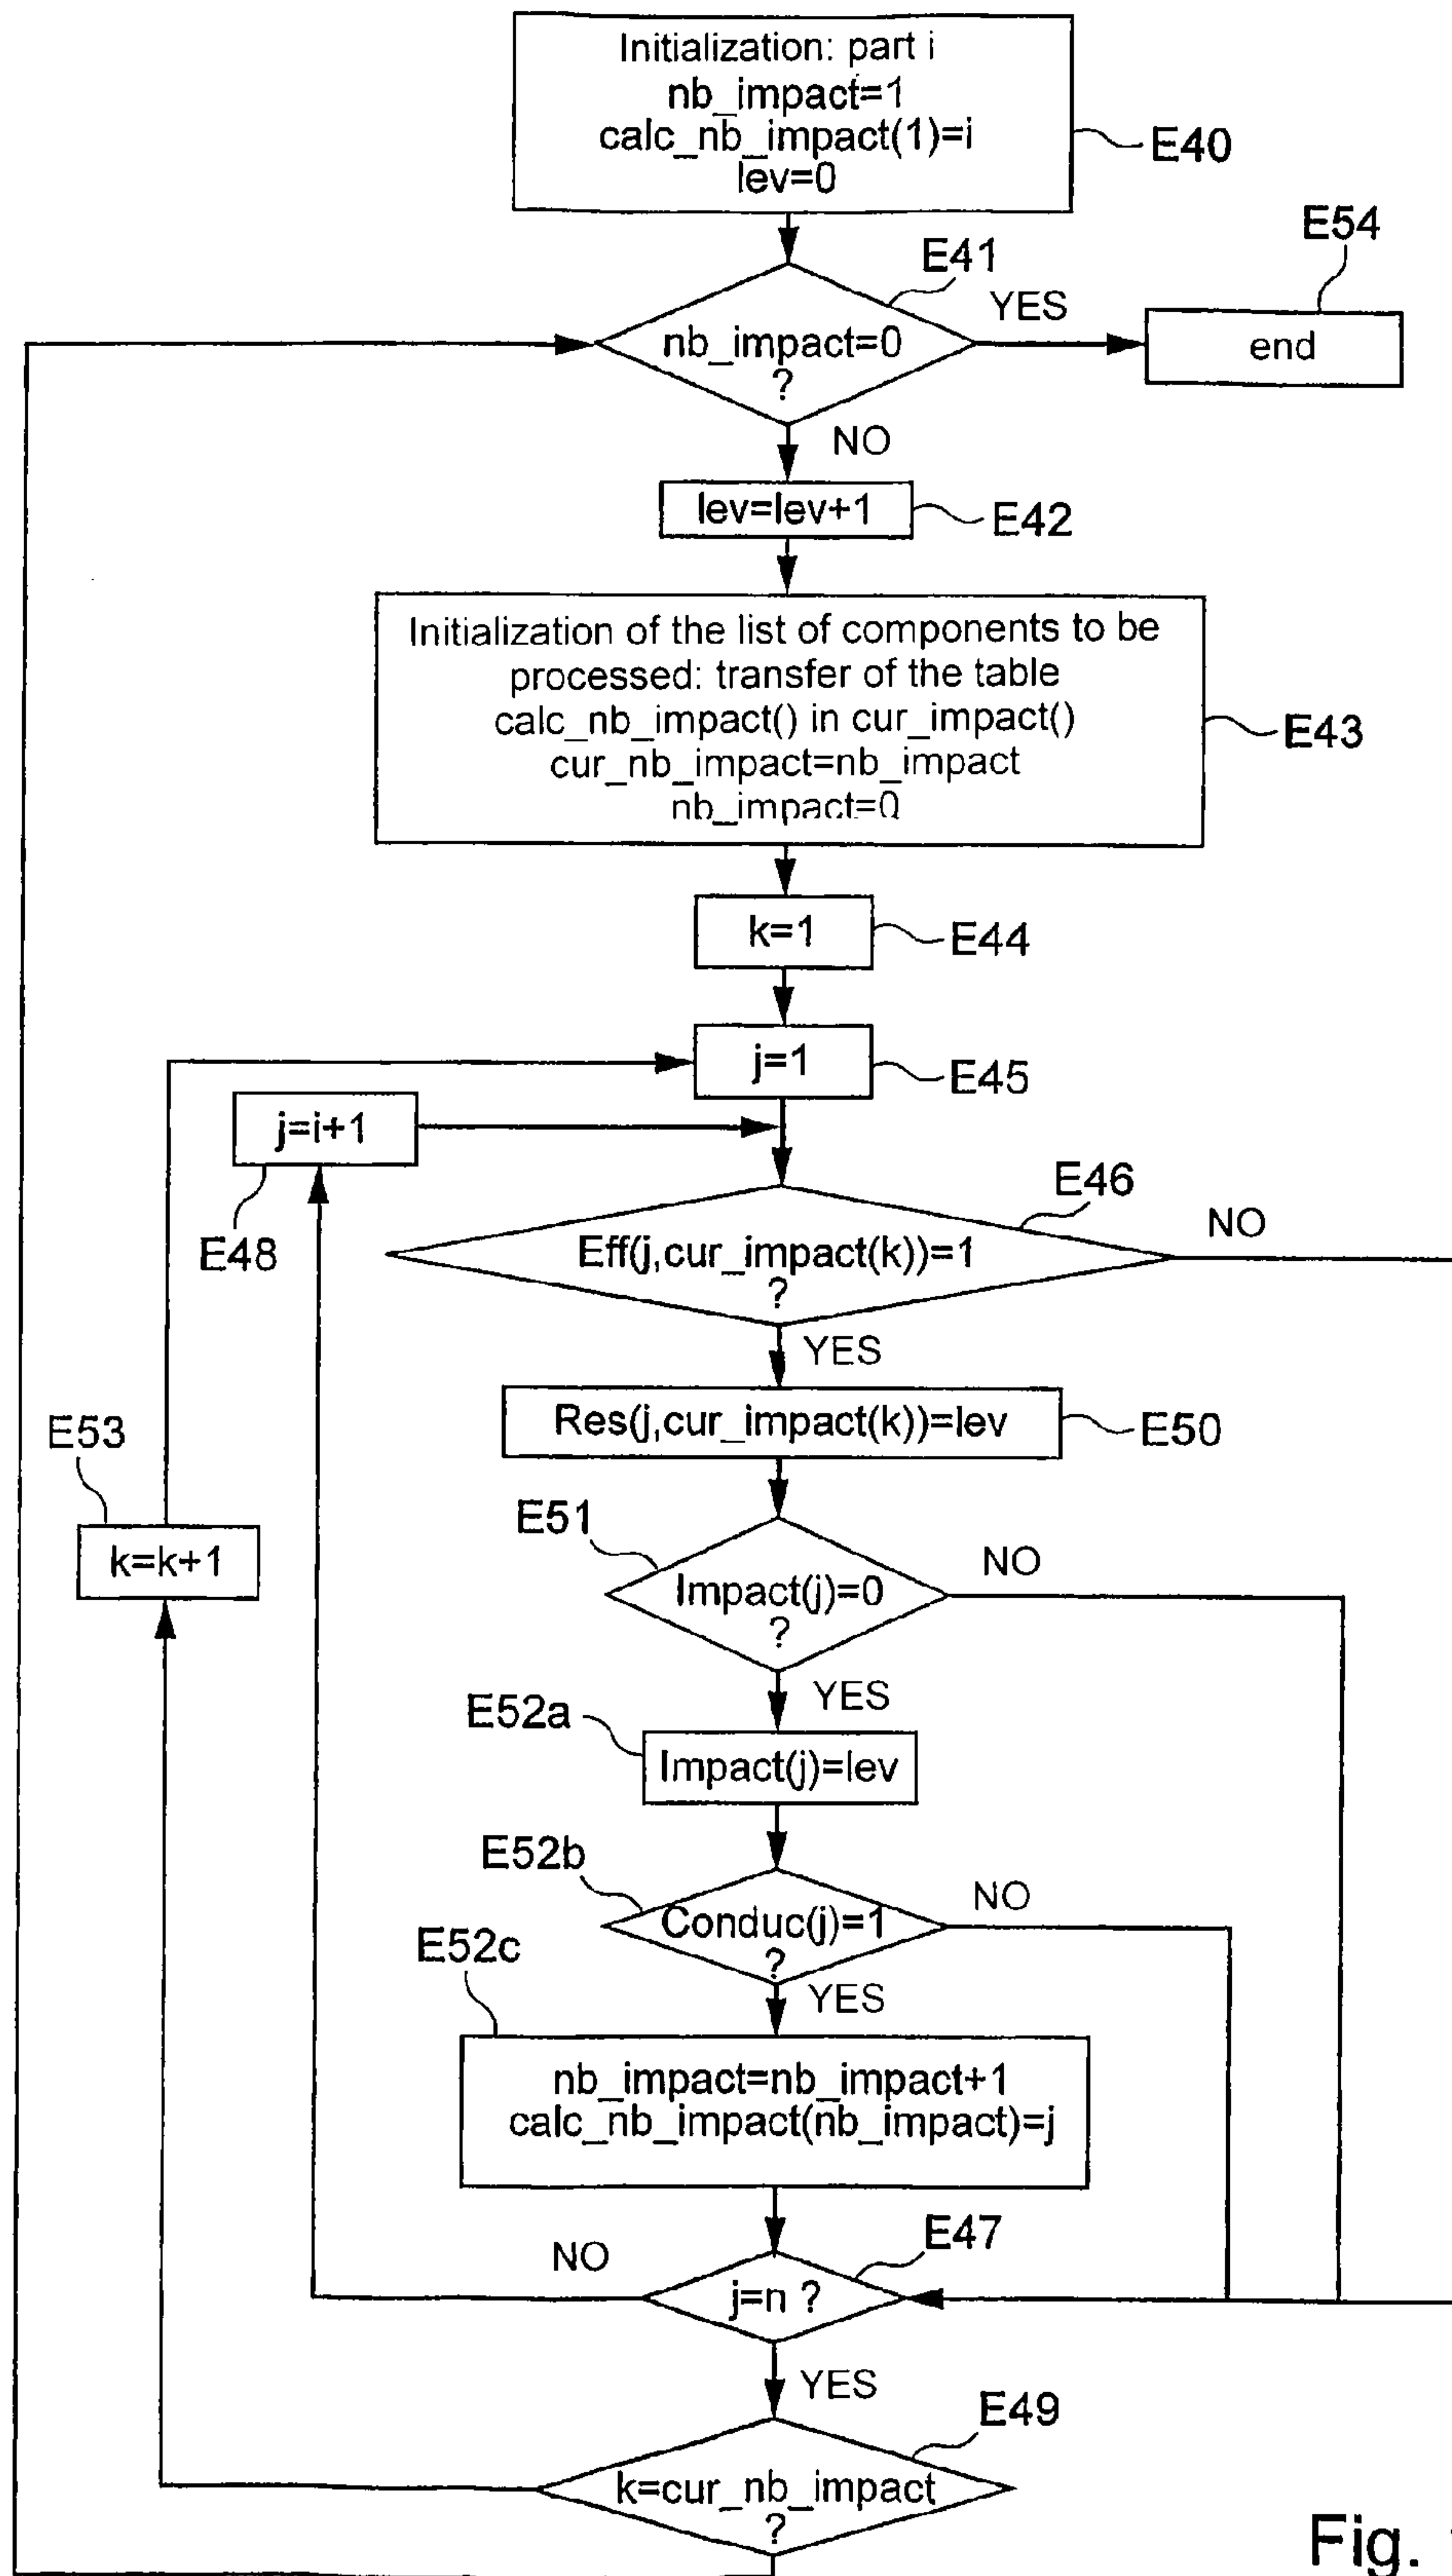 Initialization: part i
nb_impact=1
calc_nb_impact(1)=i
lev=0
E40
E41
E54
nb_impact=0
?
YES
end
NO
lev=lev+1
E42
Initialization of the list of components to be
processed: transfer of the table
calc_nb_impact() in cur_impact()
cur_nb_impact=nb_impact
nb_impact=0
E43
k=1
E44
j=1
E45
j=i+1
E48
E46
Eff(j,cur_impact(k))=1
?
NO
YES
Res(j,cur_impact(k))=lev
E50
E53
k=k+1
E51
Impact(j)=0
?
NO
YES
E52a
Impact(j)=lev
E52b
Conduc(j)=1
?
NO
YES
E52c
nb_impact=nb_impact+1
calc_nb_impact(nb_impact)=j
E47
NO
j=n ?
YES
E49
k=cur_nb_impact
?
Fig.